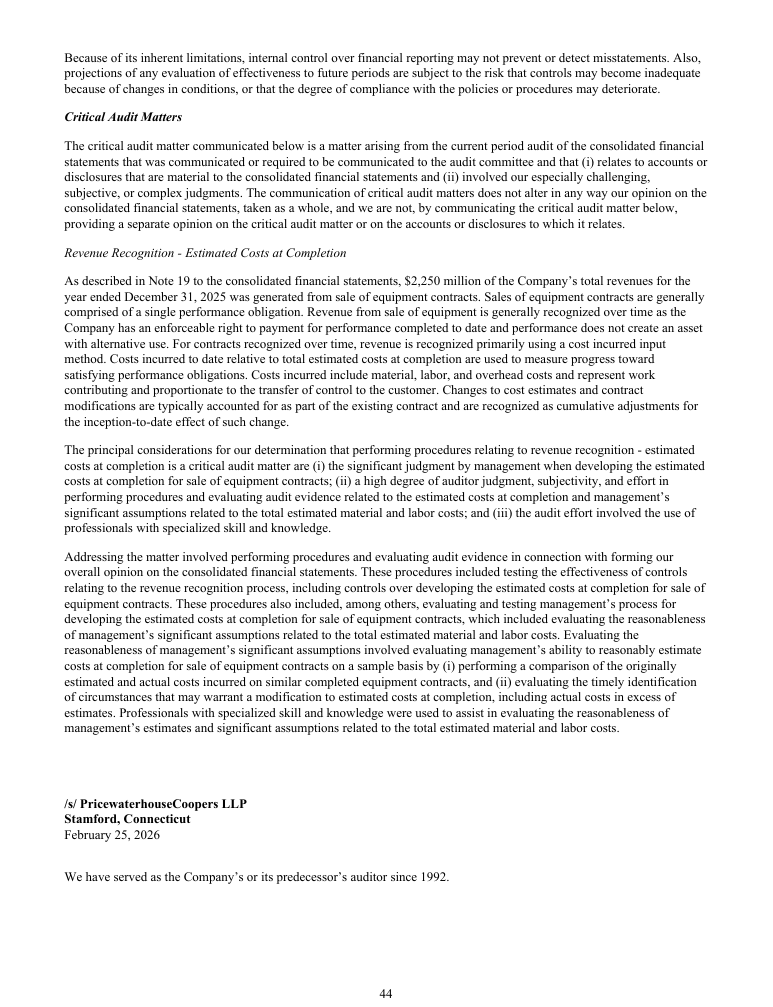 Because of its inherent limitations, internal control over financial reporting may not prevent or detect misstatements. Also,
projections of any evaluation of effectiveness to future periods are subject to the risk that controls may become inadequate
because of changes in conditions, or that the degree of compliance with the policies or procedures may deteriorate.
Critical Audit Matters
The critical audit matter communicated below is a matter arising from the current period audit of the consolidated financial
statements that was communicated or required to be communicated to the audit committee and that (i) relates to accounts or
disclosures that are material to the consolidated financial statements and (ii) involved our especially challenging,
subjective, or complex judgments. The communication of critical audit matters does not alter in any way our opinion on the
consolidated financial statements, taken as a whole, and we are not, by communicating the critical audit matter below,
providing a separate opinion on the critical audit matter or on the accounts or disclosures to which it relates.
Revenue Recognition - Estimated Costs at Completion
As described in Note 19 to the consolidated financial statements, $2,250 million of the Company’s total revenues for the
year ended December 31, 2025 was generated from sale of equipment contracts. Sales of equipment contracts are generally
comprised of a single performance obligation. Revenue from sale of equipment is generally recognized over time as the
Company has an enforceable right to payment for performance completed to date and performance does not create an asset
with alternative use. For contracts recognized over time, revenue is recognized primarily using a cost incurred input
method. Costs incurred to date relative to total estimated costs at completion are used to measure progress toward
satisfying performance obligations. Costs incurred include material, labor, and overhead costs and represent work
contributing and proportionate to the transfer of control to the customer. Changes to cost estimates and contract
modifications are typically accounted for as part of the existing contract and are recognized as cumulative adjustments for
the inception-to-date effect of such change.
The principal considerations for our determination that performing procedures relating to revenue recognition - estimated
costs at completion is a critical audit matter are (i) the significant judgment by management when developing the estimated
costs at completion for sale of equipment contracts; (ii) a high degree of auditor judgment, subjectivity, and effort in
performing procedures and evaluating audit evidence related to the estimated costs at completion and management’s
significant assumptions related to the total estimated material and labor costs; and (iii) the audit effort involved the use of
professionals with specialized skill and knowledge.
Addressing the matter involved performing procedures and evaluating audit evidence in connection with forming our
overall opinion on the consolidated financial statements. These procedures included testing the effectiveness of controls
relating to the revenue recognition process, including controls over developing the estimated costs at completion for sale of
equipment contracts. These procedures also included, among others, evaluating and testing management’s process for
developing the estimated costs at completion for sale of equipment contracts, which included evaluating the reasonableness
of management’s significant assumptions related to the total estimated material and labor costs. Evaluating the
reasonableness of management’s significant assumptions involved evaluating management’s ability to reasonably estimate
costs at completion for sale of equipment contracts on a sample basis by (i) performing a comparison of the originally
estimated and actual costs incurred on similar completed equipment contracts, and (ii) evaluating the timely identification
of circumstances that may warrant a modification to estimated costs at completion, including actual costs in excess of
estimates. Professionals with specialized skill and knowledge were used to assist in evaluating the reasonableness of
management’s estimates and significant assumptions related to the total estimated material and labor costs.
/s/ PricewaterhouseCoopers LLP
Stamford, Connecticut
February 25, 2026
We have served as the Company’s or its predecessor’s auditor since 1992.
44